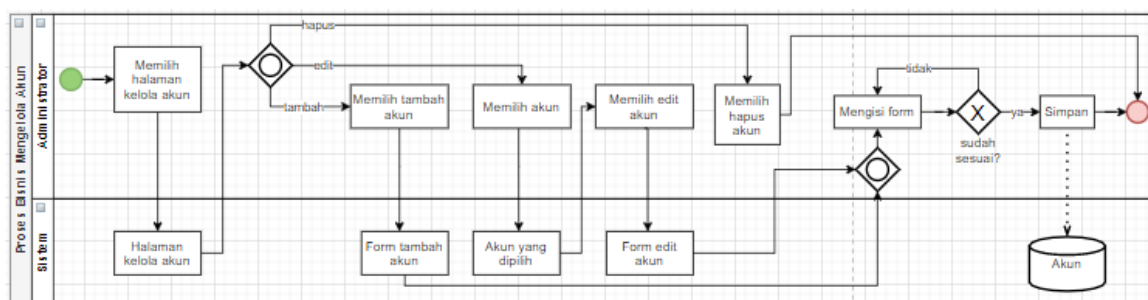 Proses Bisnis Mengelola Akun
Administrator
Memilih
halaman
kelola akun
hapus
edit
tambah
Memilih tambah
akun
Memilih akun
Memilih edit
akun
Memilih
hapus
akun
Mengisi form
tidak
X
sudah
sesuai?
ya
Simpan
Sistem
Halaman
kelola akun
Form tambah
akun
Akun yang
dipilih
Form edit
akun
Akun